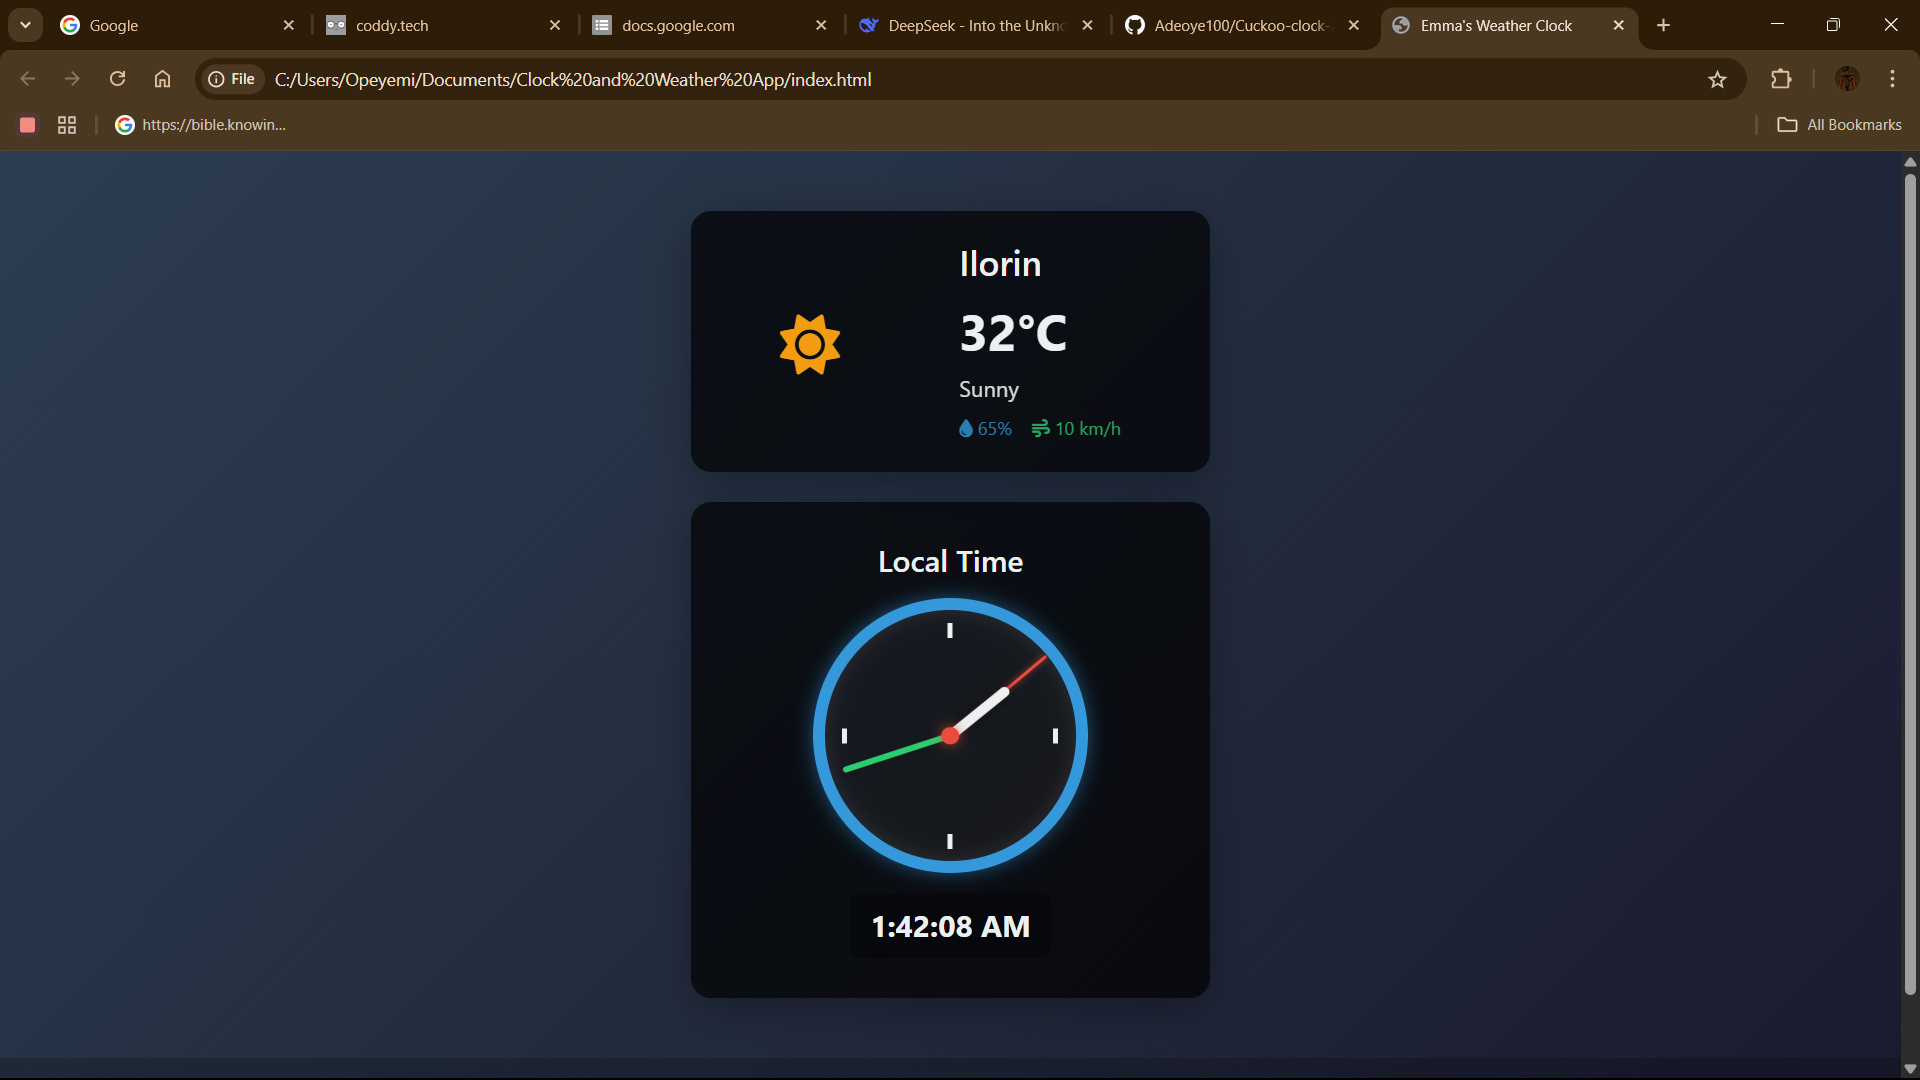 Google
coddy.tech
docs.google.com
DeepSeek - Into the Unkno
Adeoye100/Cuckoo-clock-
Emma's Weather Clock
File
C:/Users/Opeyemi/Documents/Clock%20and%20Weather%20App/index.html
https://bible.knowin...
All Bookmarks
Ilorin
32°C
Sunny
65% 10 km/h
Local Time
1:42:08 AM